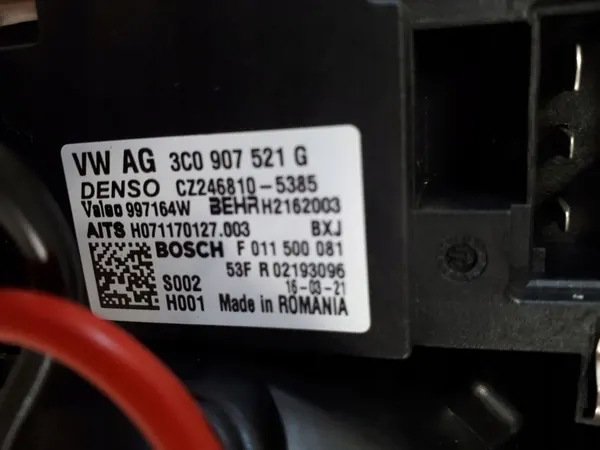 VW AG 3C0 907 521 G
DENSO CZ246810-5385
Valeo 997164W BEHR H2162003
AITS H071170127.003 BXJ
BOSCH F 011 500 081
53F R 02193096
S002 16-03-21
H001 Made in ROMANIA